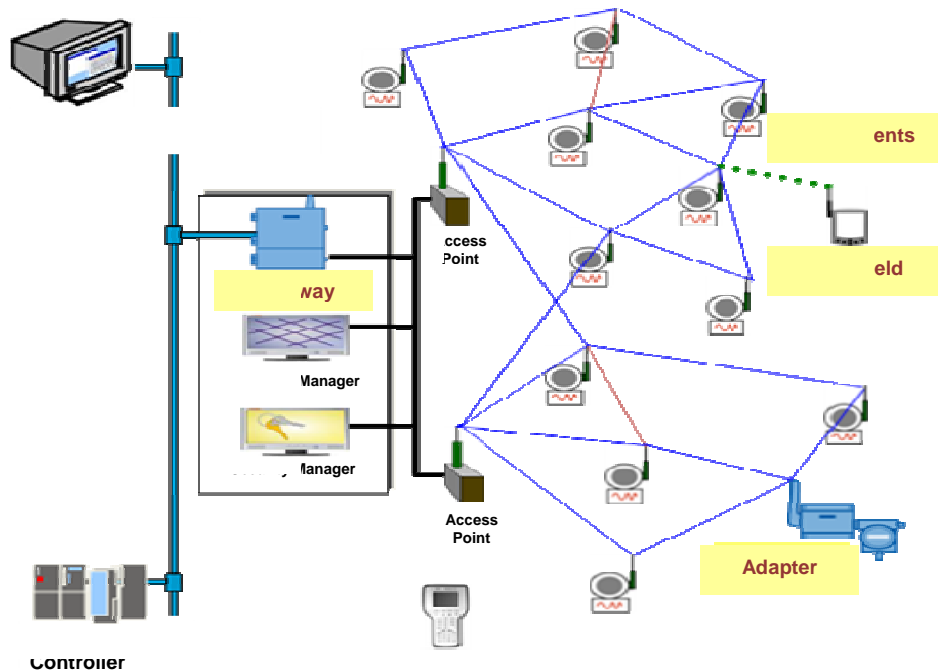 ents
ccess
Point
eld
way
Manager
Manager
Access
Point
Adapter
Controller